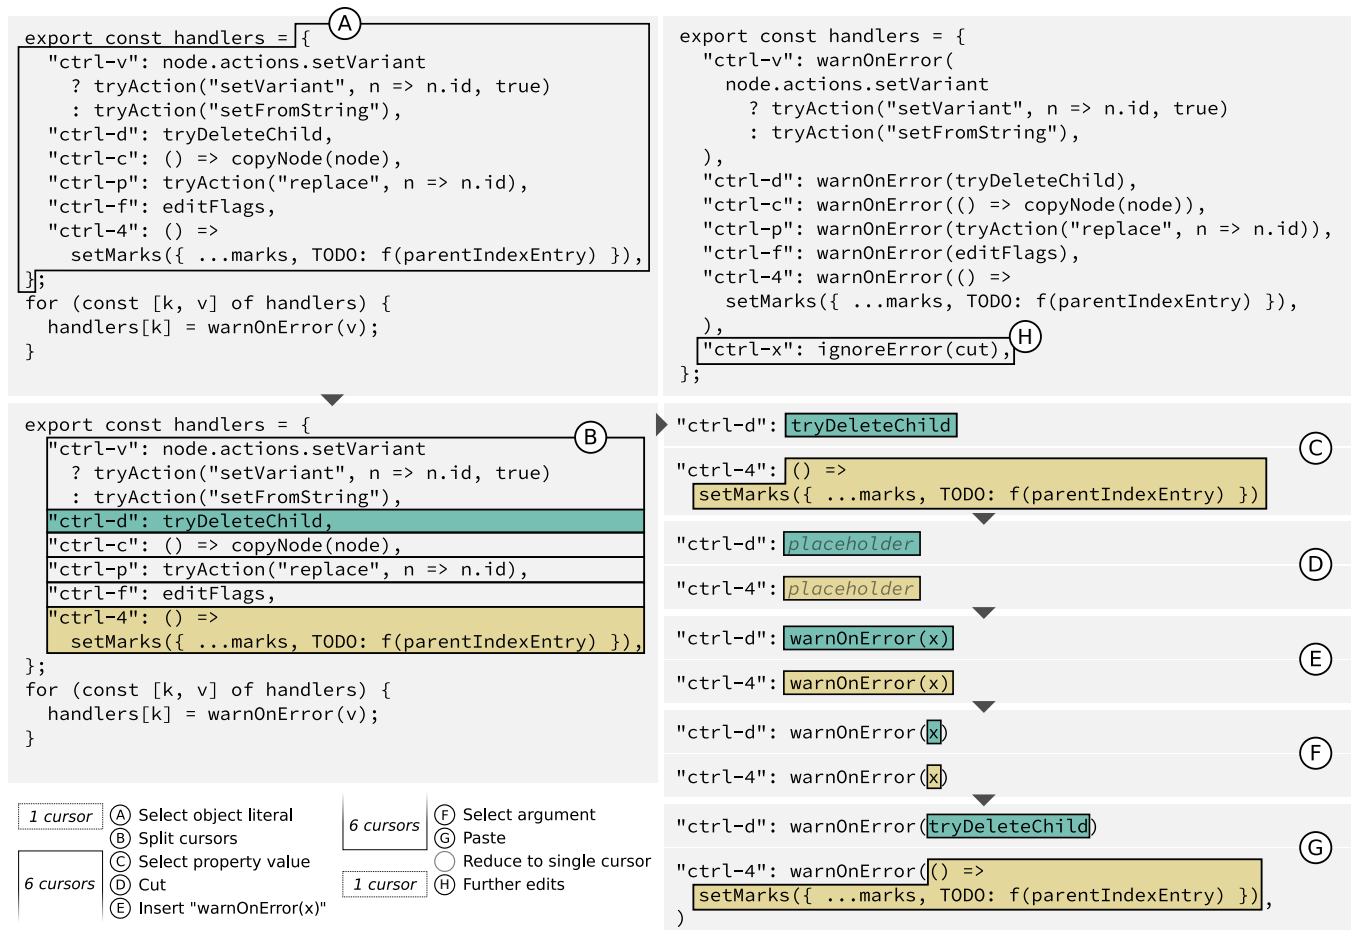 A
export const handlers = {
"ctrl-v": node.actions.setVariant
? tryAction("setVariant", n => n.id, true)
: tryAction("setFromString"),
"ctrl-d": tryDeleteChild,
"ctrl-c": () => copyNode(node),
"ctrl-p": tryAction("replace", n => n.id),
"ctrl-f": editFlags,
"ctrl-4": () =>
setMarks({ ...marks, TODO: f(parentIndexEntry) }),
};
for (const [k, v] of handlers) {
handlers[k] = warnOnError(v);
}
export const handlers = {
"ctrl-v": warnOnError(
node.actions.setVariant
? tryAction("setVariant", n => n.id, true)
: tryAction("setFromString"),
),
"ctrl-d": warnOnError(tryDeleteChild),
"ctrl-c": warnOnError(() => copyNode(node)),
"ctrl-p": warnOnError(tryAction("replace", n => n.id)),
"ctrl-f": warnOnError(editFlags),
"ctrl-4": warnOnError(() =>
setMarks({ ...marks, TODO: f(parentIndexEntry) }),
),
"ctrl-x": ignoreError(cut),
H
};
export const handlers = {
B
"ctrl-v": node.actions.setVariant
? tryAction("setVariant", n => n.id, true)
: tryAction("setFromString"),
"ctrl-d": tryDeleteChild,
"ctrl-c": () => copyNode(node),
"ctrl-p": tryAction("replace", n => n.id),
"ctrl-f": editFlags,
"ctrl-4": () =>
setMarks({ ...marks, TODO: f(parentIndexEntry) }),
};
for (const [k, v] of handlers) {
handlers[k] = warnOnError(v);
}
"ctrl-d": tryDeleteChild
C
"ctrl-4": () =>
setMarks({ ...marks, TODO: f(parentIndexEntry) })
"ctrl-d": placeholder
D
"ctrl-4": placeholder
"ctrl-d": warnOnError(x)
E
"ctrl-4": warnOnError(x)
"ctrl-d": warnOnError(x)
F
"ctrl-4": warnOnError(x)
"ctrl-d": warnOnError(tryDeleteChild)
G
"ctrl-4": warnOnError(() =>
setMarks({ ...marks, TODO: f(parentIndexEntry) }),
)
1 cursor
A Select object literal
B Split cursors
6 cursors
C Select property value
D Cut
E Insert "warnOnError(x)"
6 cursors
F Select argument
G Paste
Reduce to single cursor
1 cursor
H Further edits